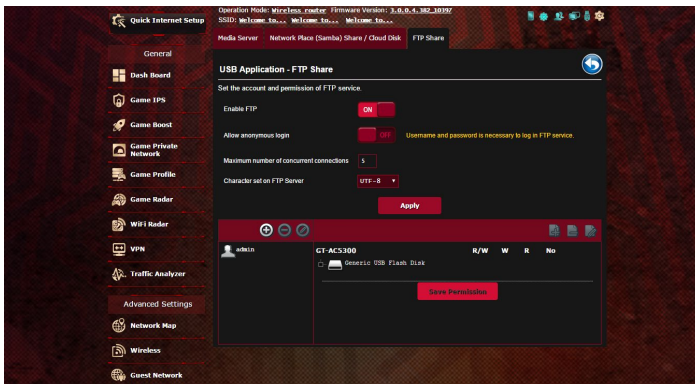 Quick Internet Setup
Operation Mode: Wireless router Firmware Version: 3.0.0.4.382_10397
SSID: Welcome to... Welcome to... Welcome to...
Media Server Network Place (Samba) Share / Cloud Disk FTP Share
General
Dash Board
Game IPS
Game Boost
Game Private
Network
Game Profile
Game Radar
WiFi Radar
VPN
Traffic Analyzer
Advanced Settings
Network Map
Wireless
Guest Network
USB Application - FTP Share
Set the account and permission of FTP service.
Enable FTP ON
Allow anonymous login OFF Username and password is necessary to log in FTP service.
Maximum number of concurrent connections 5
Character set on FTP Server UTF-8
Apply
admin
GT-AC5300 R/W W R No
Generic USB Flash Disk
Save Permission